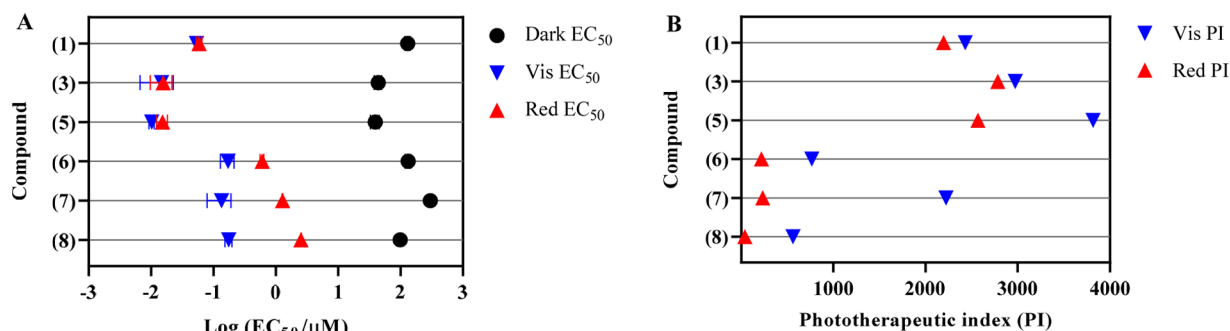 A
Compound
(1)
(3)
(5)
(6)
(7)
(8)
-3 -2 -1 0 1 2 3
Log (EC50/μM)
Dark EC50
Vis EC50
Red EC50
B
Compound
(1)
(3)
(5)
(6)
(7)
(8)
1000 2000 3000 4000
Phototherapeutic index (PI)
Vis PI
Red PI